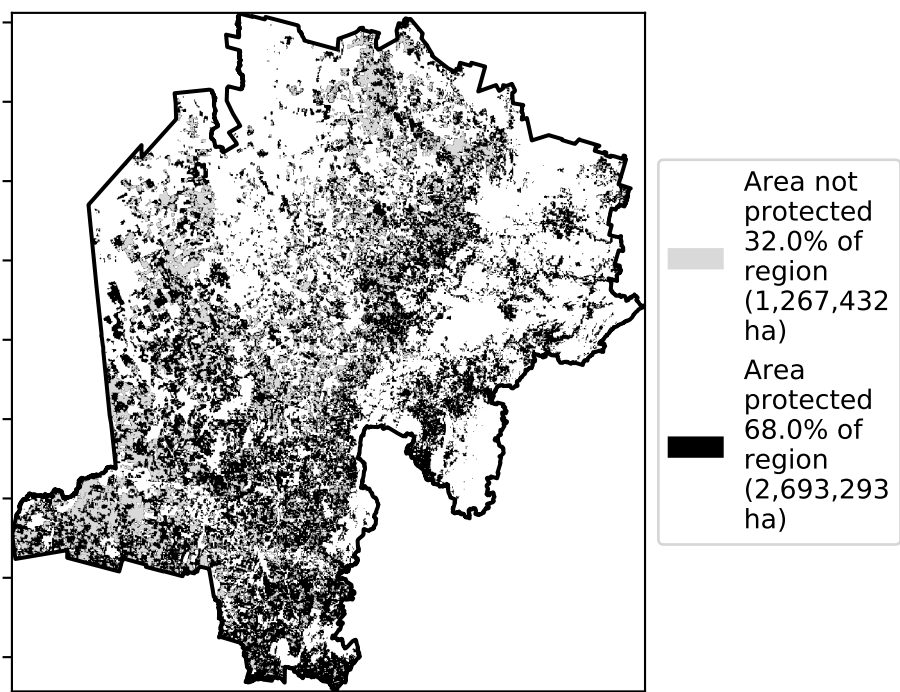 Area not
protected
32.0% of
region
(1,267,432
ha)
Area
protected
68.0% of
region
(2,693,293
ha)